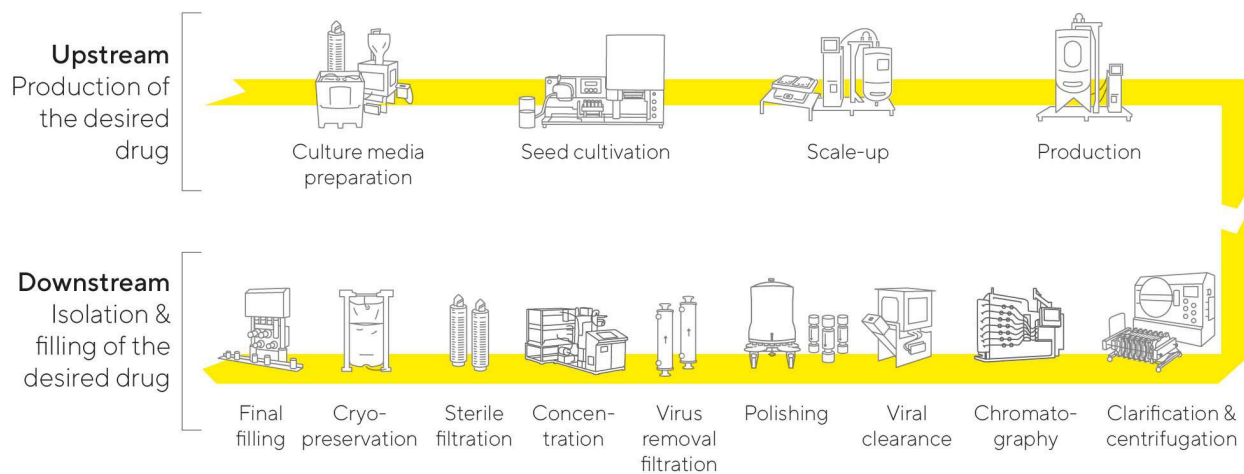 Upstream
Production of
the desired
drug
Culture media
preparation
Seed cultivation
Scale-up
Production
Downstream
Isolation &
filling of the
desired drug
Final
filling
Cryo-
preservation
Sterile
filtration
Concen-
tration
Virus
removal
filtration
Polishing
Viral
clearance
Chromato-
graphy
Clarification &
centrifugation